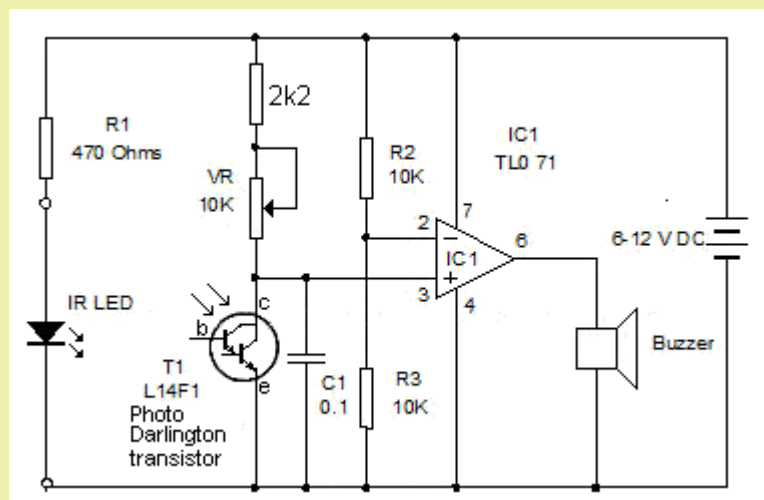 R1
470 Ohms
2k2
VR
10K
R2
10K
IC1
TL0 71
2
7
6
IC1
3
4
6-12 V DC
IR LED
c
b
e
T1
L14F1
Photo
Darlington
transistor
C1
0.1
R3
10K
Buzzer